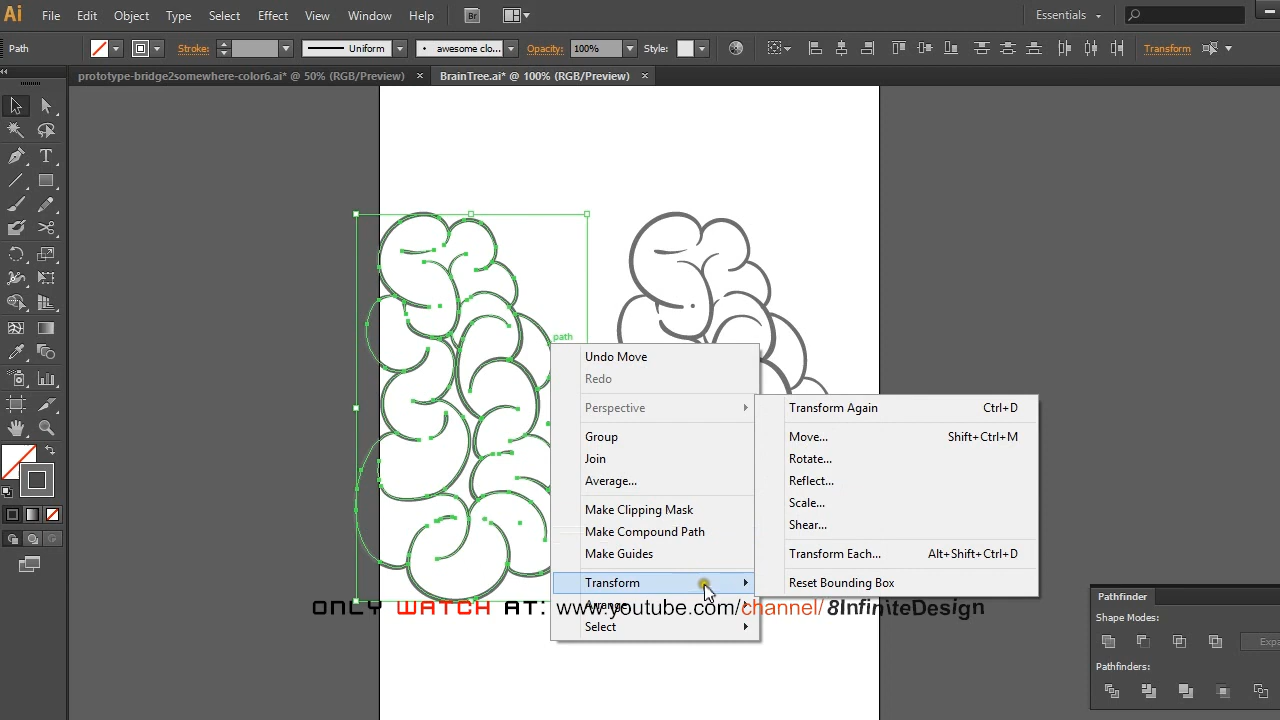 Ai File Edit Object Type Select Effect View Window Help Br Essentials
Path Stroke: Uniform awesome clo... Opacity: 100% Style: Transform
prototype-bridge2somewhere-color6.ai* @ 50% (RGB/Preview) × BrainTree.ai* @ 100% (RGB/Preview) ×
path
Undo Move
Redo
Perspective
Group
Join
Average...
Make Clipping Mask
Make Compound Path
Make Guides
Transform
Arrange
Select
Transform Again Ctrl+D
Move... Shift+Ctrl+M
Rotate...
Reflect...
Scale...
Shear...
Transform Each... Alt+Shift+Ctrl+D
Reset Bounding Box
ONLY WATCH AT: www.youtube.com/channel/8InfiniteDesign
Pathfinder
Shape Modes:
Expa
Pathfinders: